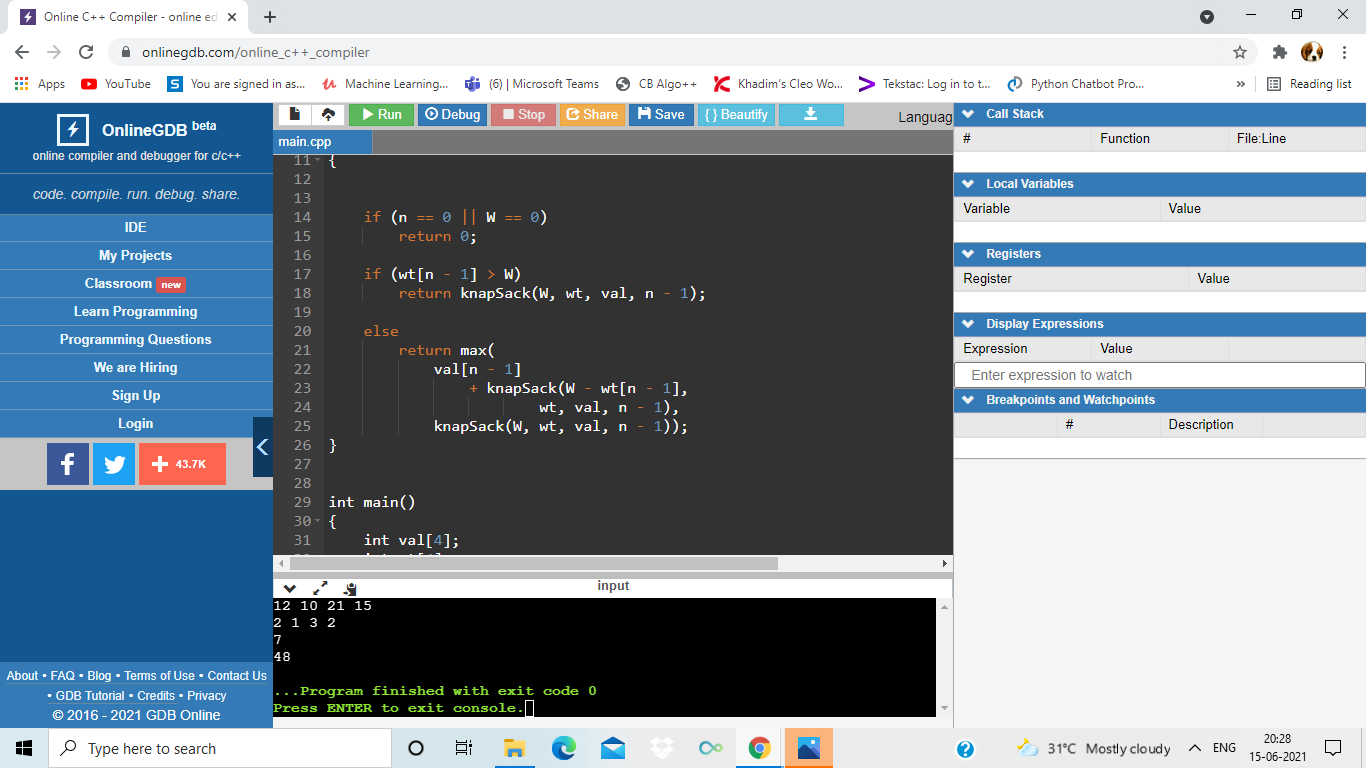 Online C++ Compiler - online ed
onlinegdb.com/online_c++_compiler
Apps YouTube You are signed in as... Machine Learning... (6) | Microsoft Teams CB Algo++ Khadim's Cleo Wo... Tekstac: Log in to t... Python Chatbot Pro... » Reading list
OnlineGDB beta
online compiler and debugger for c/c++
code. compile. run. debug. share.
IDE
My Projects
Classroom new
Learn Programming
Programming Questions
We are Hiring
Sign Up
Login
f + 43.7K
About • FAQ • Blog • Terms of Use • Contact Us
• GDB Tutorial • Credits • Privacy
© 2016 - 2021 GDB Online
Run Debug Stop Share Save { } Beautify Languag
main.cpp
11 {
12
13
14 if (n == 0 || W == 0)
15 return 0;
16
17 if (wt[n - 1] > W)
18 return knapSack(W, wt, val, n - 1);
19
20 else
21 return max(
22 val[n - 1]
23 + knapSack(W - wt[n - 1],
24 wt, val, n - 1),
25 knapSack(W, wt, val, n - 1));
26 }
27
28
29 int main()
30 {
31 int val[4];
input
12 10 21 15
2 1 3 2
7
48
...Program finished with exit code 0
Press ENTER to exit console.
Call Stack
# Function File:Line
Local Variables
Variable Value
Registers
Register Value
Display Expressions
Expression Value
Enter expression to watch
Breakpoints and Watchpoints
# Description
Type here to search
31°C Mostly cloudy ENG 20:28
15-06-2021